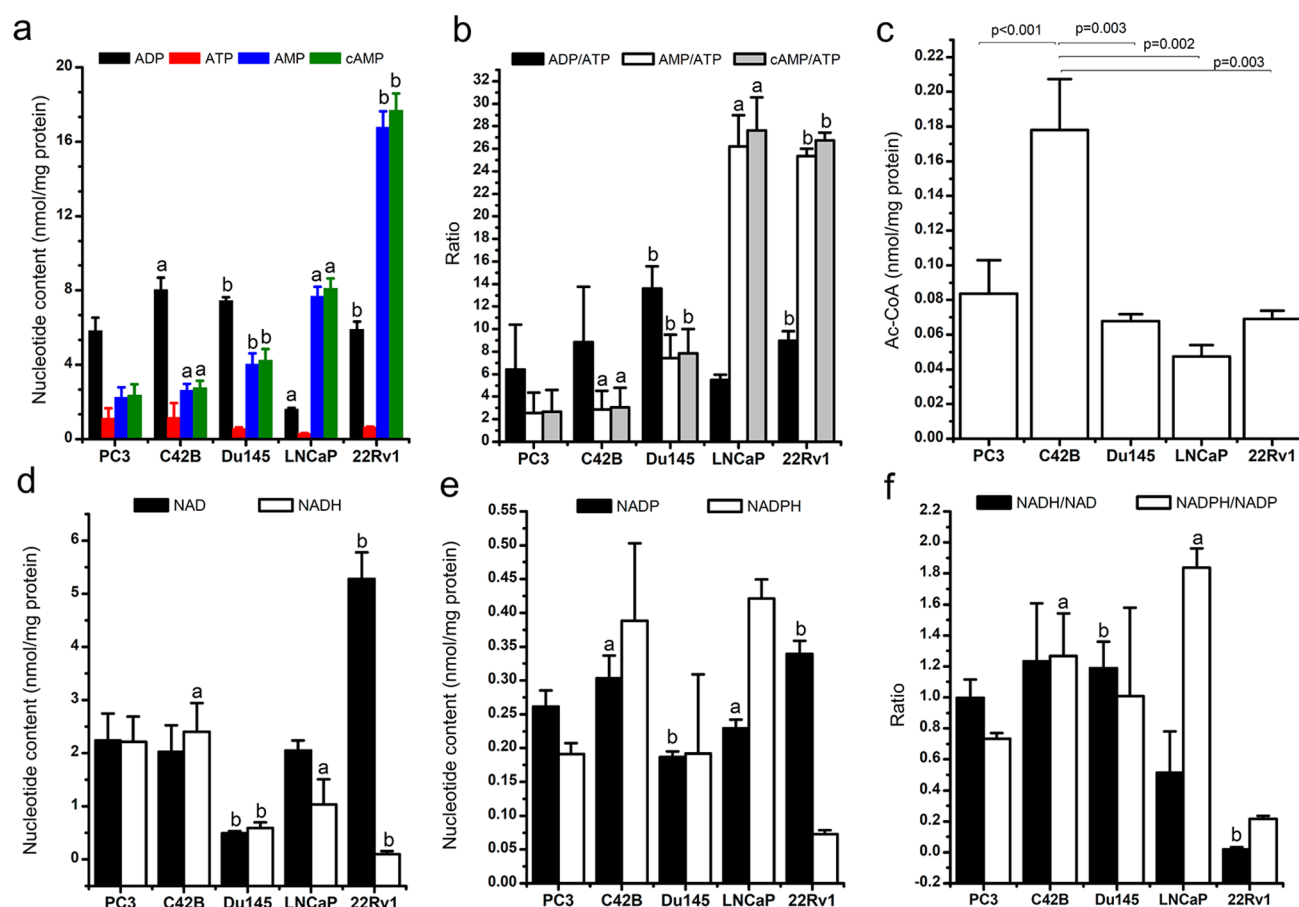 a
ADP ATP AMP cAMP
Nucleotide content (nmol/mg protein)
20
16
12
8
4
0
a a a b b b a a a b b b
PC3 C42B Du145 LNCaP 22Rv1
b
ADP/ATP AMP/ATP cAMP/ATP
Ratio
32
30
28
26
24
22
20
18
16
14
12
10
8
6
4
2
0
a a b b b a a b b b
PC3 C42B Du145 LNCaP 22Rv1
c
p<0.001 p=0.003
p=0.002
p=0.003
Ac-CoA (nmol/mg protein)
0.22
0.20
0.18
0.16
0.14
0.12
0.10
0.08
0.06
0.04
0.02
0.00
PC3 C42B Du145 LNCaP 22Rv1
d
NAD NADH
Nucleotide content (nmol/mg protein)
6
5
4
3
2
1
0
a b b a b b
PC3 C42B Du145 LNCaP 22Rv1
e
NADP NADPH
Nucleotide content (nmol/mg protein)
0.55
0.50
0.45
0.40
0.35
0.30
0.25
0.20
0.15
0.10
0.05
0.00
a b a b
PC3 C42B Du145 LNCaP 22Rv1
f
NADH/NAD NADPH/NADP
Ratio
2.2
2.0
1.8
1.6
1.4
1.2
1.0
0.8
0.6
0.4
0.2
0.0
-0.2
a b a b
PC3 C42B Du145 LNCaP 22Rv1